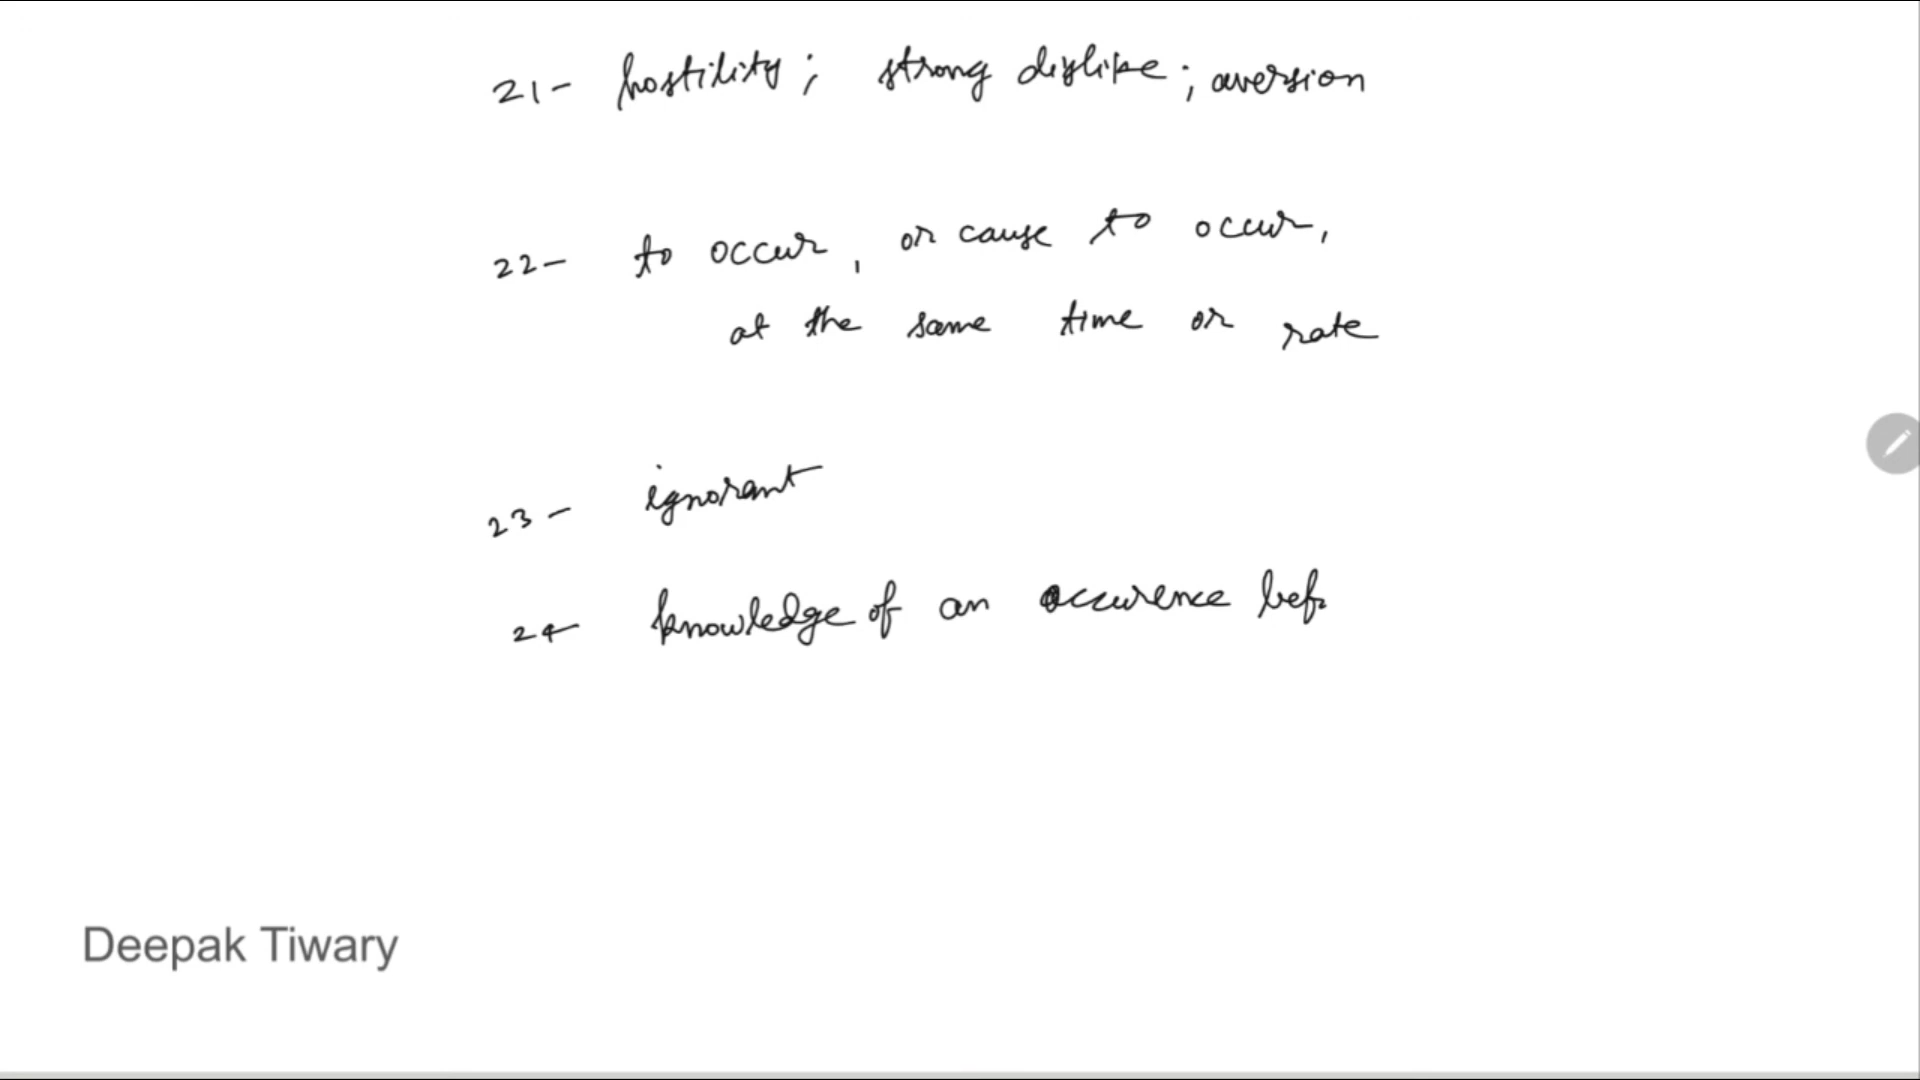 21- hostility; strong dislike; aversion
22- to occur, or cause to occur,
at the same time or rate
23- ignorant
24- knowledge of an occurence bef
Deepak Tiwary